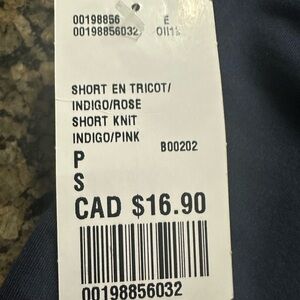 00198856 E
00198856032
SHORT EN TRICOT/
INDIGO/ROSE
SHORT KNIT
INDIGO/PINK
P B00202
S
CAD $16.90
00198856032